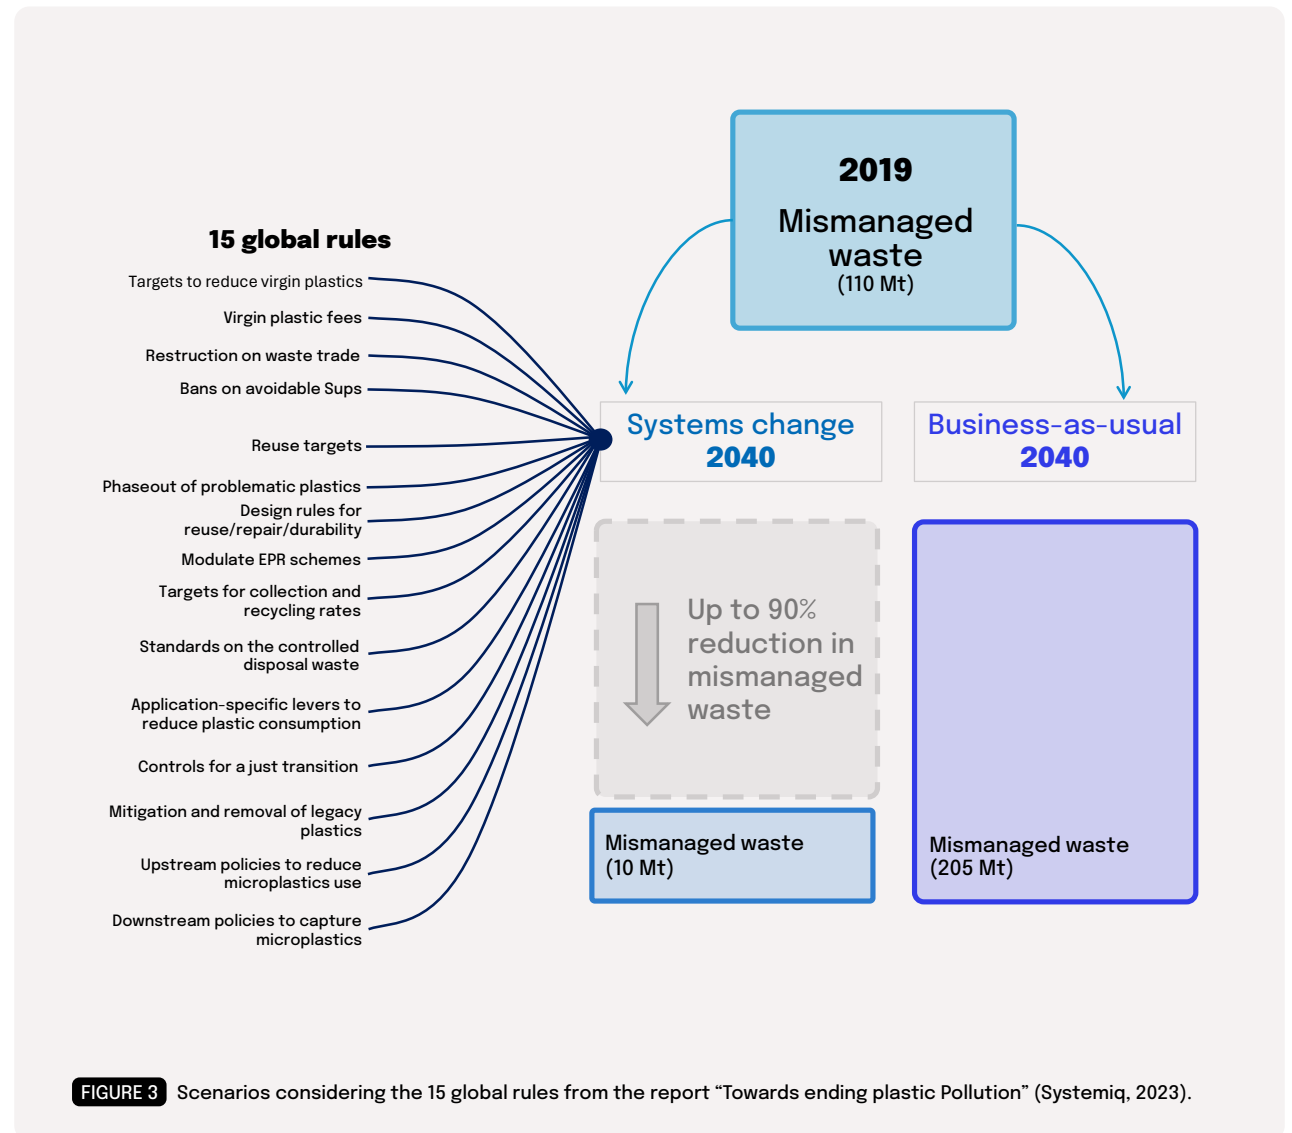 2019
Mismanaged
waste
(110 Mt)
15 global rules
Targets to reduce virgin plastics
Virgin plastic fees
Restruction on waste trade
Bans on avoidable Sups
Reuse targets
Phaseout of problematic plastics
Design rules for
reuse/repair/durability
Modulate EPR schemes
Targets for collection and
recycling rates
Standards on the controlled
disposal waste
Application-specific levers to
reduce plastic consumption
Controls for a just transition
Mitigation and removal of legacy
plastics
Upstream policies to reduce
microplastics use
Downstream policies to capture
microplastics
Systems change
2040
Up to 90%
reduction in
mismanaged
waste
Mismanaged waste
(10 Mt)
Business-as-usual
2040
Mismanaged waste
(205 Mt)
FIGURE 3 Scenarios considering the 15 global rules from the report “Towards ending plastic Pollution” (Systemiq, 2023).